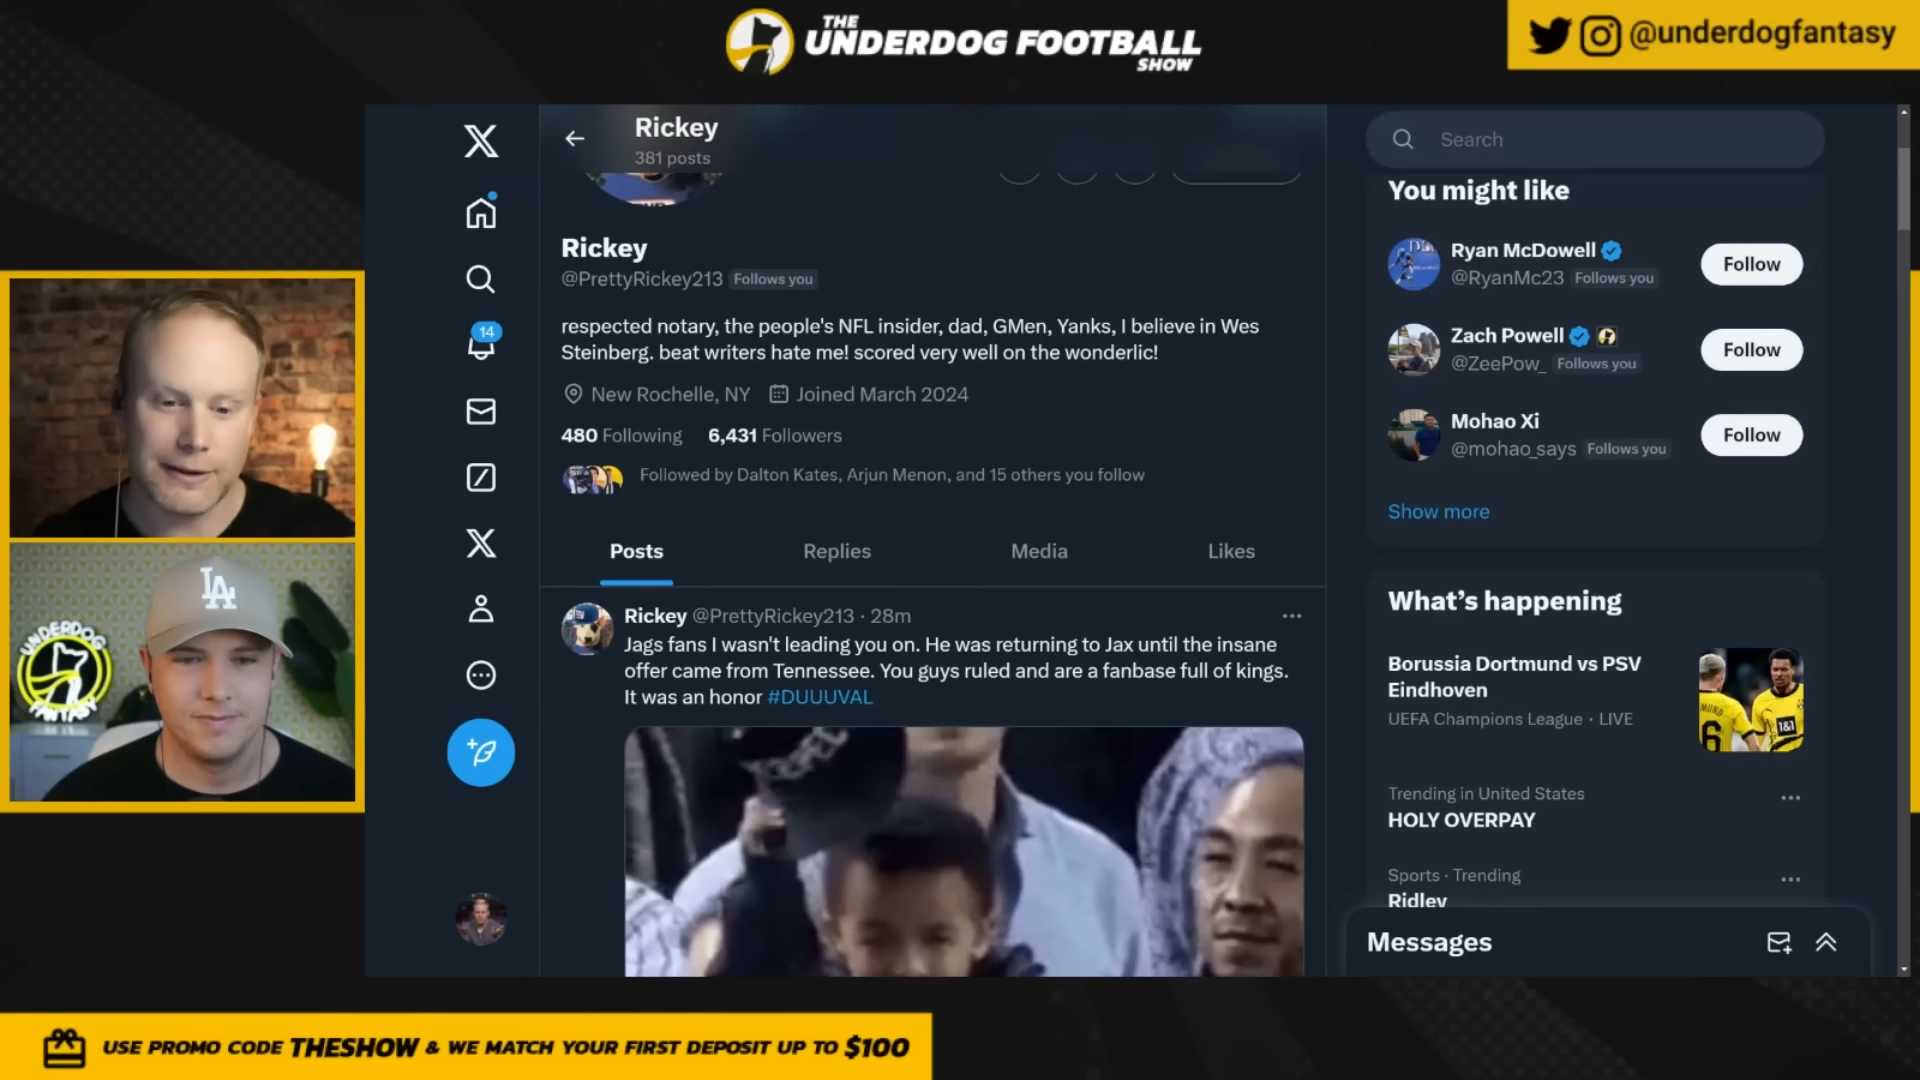 THE
UNDERDOG FOOTBALL
SHOW
@underdogfantasy
Rickey
381 posts
Rickey
@PrettyRickey213 Follows you
respected notary, the people's NFL insider, dad, GMen, Yanks, I believe in Wes
Steinberg. beat writers hate me! scored very well on the wonderlic!
New Rochelle, NY Joined March 2024
480 Following 6,431 Followers
Followed by Dalton Kates, Arjun Menon, and 15 others you follow
Posts Replies Media Likes
Rickey @PrettyRickey213 · 28m
Jags fans I wasn't leading you on. He was returning to Jax until the insane
offer came from Tennessee. You guys ruled and are a fanbase full of kings.
It was an honor #DUUUVAL
14
Search
You might like
Ryan McDowell
@RyanMc23 Follows you
Follow
Zach Powell
@ZeePow_ Follows you
Follow
Mohao Xi
@mohao_says Follows you
Follow
Show more
What's happening
Borussia Dortmund vs PSV
Eindhoven
UEFA Champions League · LIVE
6
1&1
Trending in United States
HOLY OVERPAY
Sports · Trending
Ridley
Messages
LA
UNDERDOG
FANTASY
USE PROMO CODE THESHOW & WE MATCH YOUR FIRST DEPOSIT UP TO $100